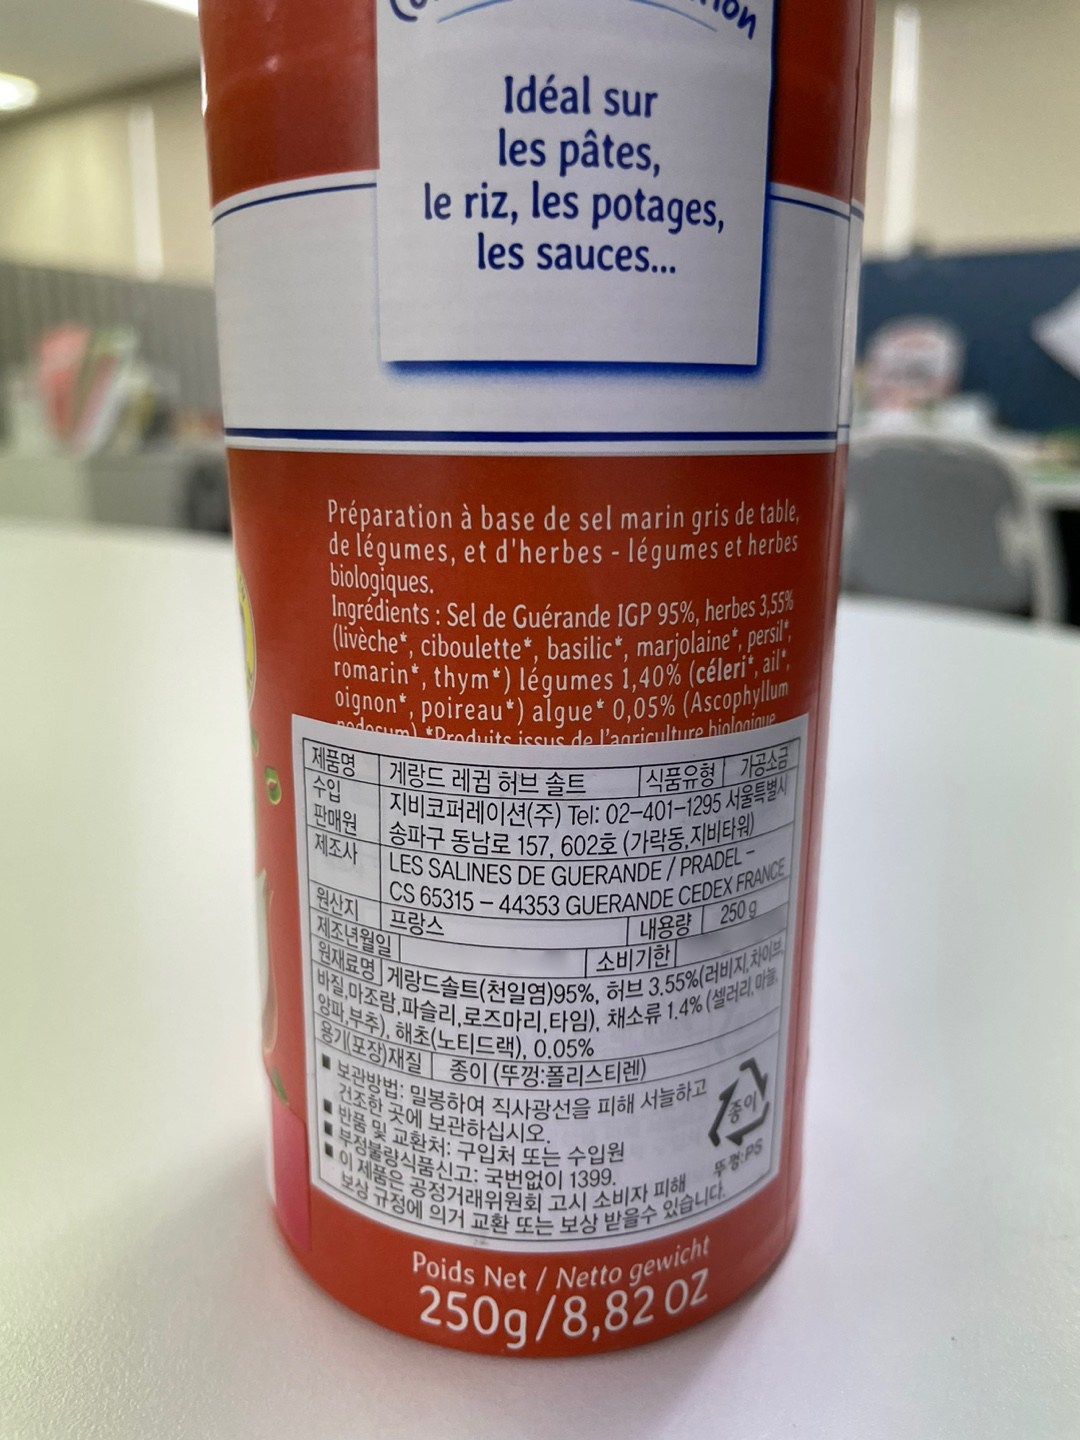 Idéal sur
les pâtes,
le riz, les potages,
les sauces...
Préparation à base de sel marin gris de table,
de légumes, et d'herbes - légumes et herbes
biologiques.
Ingrédients : Sel de Guérande IGP 95%, herbes 3,55%
(livèche*, ciboulette*, basilic*, marjolaine*, persil*,
romarin*, thym*) légumes 1,40% (céleri*, ail*,
oignon*, poireau*) algue* 0,05% (Ascophyllum
nodosum) *Produits issus de l'agriculture biologique
제품명 게랑드 레귐 허브 솔트 식품유형 가공소금
수입 지비코퍼레이션(주) Tel: 02-401-1295 서울특별시
판매원 송파구 동남로 157, 602호 (가락동,지비타워)
제조사 LES SALINES DE GUERANDE / PRADEL -
CS 65315 – 44353 GUERANDE CEDEX FRANCE
원산지 프랑스 내용량 250 g
제조년월일 소비기한
원재료명 게랑드솔트(천일염)95%, 허브 3.55%(러비지,차이브,
바질,마조람,파슬리,로즈마리,타임), 채소류 1.4% (셀러리,마늘,
양파,부추), 해초(노티드랙), 0.05%
용기(포장)재질 종이 (뚜껑:폴리스티렌)
■ 보관방법: 밀봉하여 직사광선을 피해 서늘하고
건조한 곳에 보관하십시오.
■ 반품 및 교환처: 구입처 또는 수입원
■ 부정불량식품신고: 국번없이 1399.
■ 이 제품은 공정거래위원회 고시 소비자 피해
보상 규정에 의거 교환 또는 보상 받을수 있습니다.
종이
뚜껑:PS
Poids Net / Netto gewicht
250g/8,82 OZ